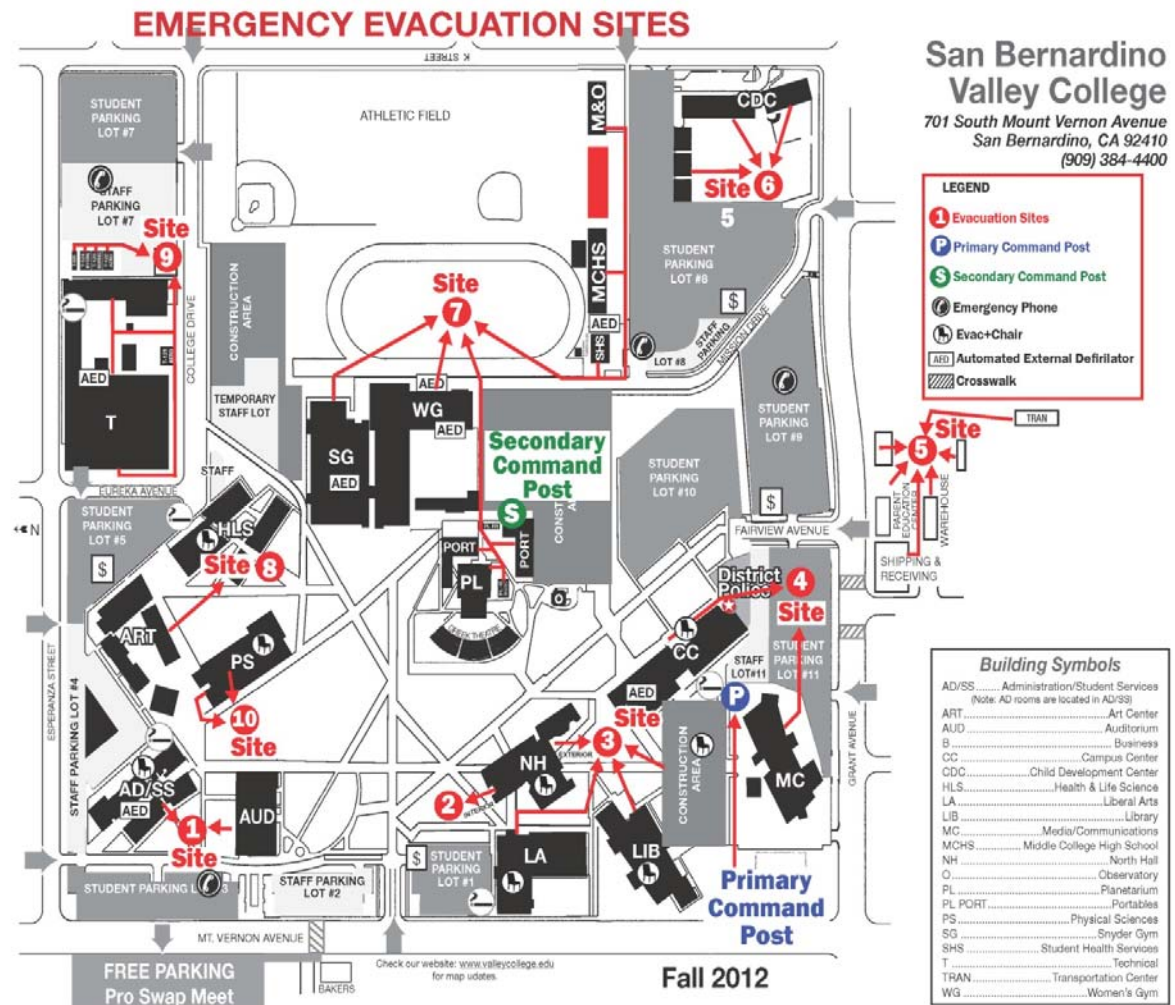 EMERGENCY EVACUATION SITES
San Bernardino
Valley College
701 South Mount Vernon Avenue
San Bernardino, CA 92410
(909) 384-4400
LEGEND
1 Evacuation Sites
P Primary Command Post
S Secondary Command Post
Emergency Phone
Evac+Chair
AED Automated External Defirilator
Crosswalk
K STREET
STUDENT
PARKING
LOT #7
ATHLETIC FIELD
M&O
CDC
STAFF
PARKING
LOT #7
Site 6
5
Site
9
STUDENT
PARKING
LOT #8
MCHS
Site
7
CONSTRUCTION
AREA
COLLEGE DRIVE
$
AED
SHS
LOT #8
STAFF
PARKING
MISSION DRIVE
AED
T
TEMPORARY
STAFF LOT
AED
WG
AED
SG
AED
STUDENT
PARKING
LOT #9
TRAN
Site
5
PARENT
EDUCATION
CENTER
WAREHOUSE
SHIPPING &
RECEIVING
Secondary
Command
Post
S
STUDENT
PARKING
LOT #10
$
FAIRVIEW AVENUE
STAFF
EUREKA AVENUE
STUDENT
PARKING
LOT #5
$
HLS
Site 8
N
PORT
PORT
PL
O
GREEK THEATRE
District
Police
4
Site
STUDENT
PARKING
LOT #11
STAFF
LOT#11
CC
AED
P
ART
PS
10
Site
ESPERANZA STREET
STAFF PARKING LOT #4
Site
3
EXTERIOR
NH
2
INTERIOR
CONSTRUCTION
AREA
MC
GRANT AVENUE
AD/SS
AED
1
Site
AUD
LA
LIB
$
STUDENT
PARKING
LOT #1
STUDENT PARKING L 3
STAFF PARKING
LOT #2
Primary
Command
Post
MT. VERNON AVENUE
FREE PARKING
Pro Swap Meet
BAKERS
Check our website: www.valleycollege.edu
for map udates.
Fall 2012
Building Symbols
AD/SS Administration/Student Services
(Note: AD rooms are located in AD/SS)
ART Art Center
AUD Auditorium
B Business
CC Campus Center
CDC Child Development Center
HLS Health & Life Science
LA Liberal Arts
LIB Library
MC Media/Communications
MCHS Middle College High School
NH North Hall
O Observatory
PL Planetarium
PL PORT Portables
PS Physical Sciences
SG Snyder Gym
SHS Student Health Services
T Technical
TRAN Transportation Center
WG Women's Gym